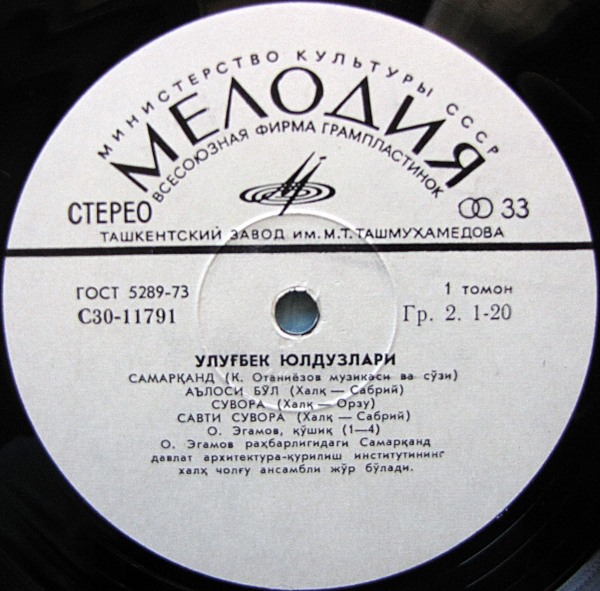 МИНИСТЕРСТВО КУЛЬТУРЫ СССР
МЕЛОДИЯ
ВСЕСОЮЗНАЯ ФИРМА ГРАМПЛАСТИНОК
СТЕРЕО
33
ТАШКЕНТСКИЙ ЗАВОД ИМ. М.Т. ТАШМУХАМЕДОВА
ГОСТ 5289-73
1 томон
С30-11791
Гр. 2. 1-20
УЛУҒБЕК ЮЛДУЗЛАРИ
САМАРҚАНД (К. Отаниёзов музикаси ва сўзи)
АЪЛОСИ БЎЛ (Халқ — Сабрий)
СУВОРА (Халқ — Орзу)
САВТИ СУВОРА (Халқ — Сабрий)
О. Эгамов, қўшиқ (1—4)
О. Эгамов раҳбарлигидаги Самарқанд
давлат архитектура-қурилиш институтининг
халқ чолғу ансамбли жўр бўлади.